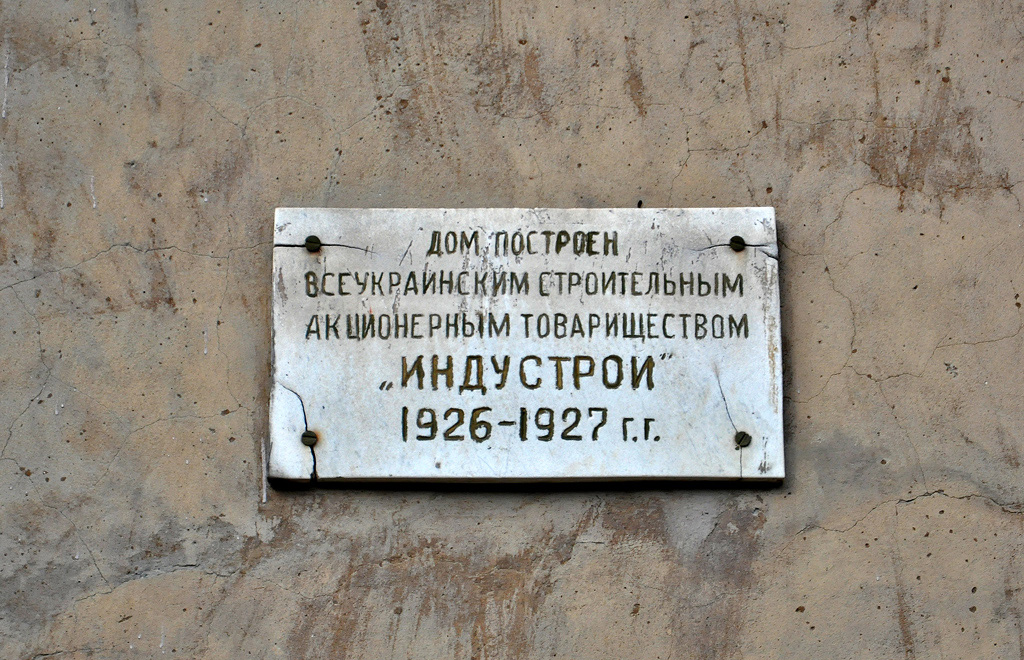 ДОМ ПОСТРОЕН
ВСЕУКРАИНСКИМ СТРОИТЕЛЬНЫМ
АКЦИОНЕРНЫМ ТОВАРИЩЕСТВОМ
„ИНДУСТРОЙ”
1926-1927 г.г.